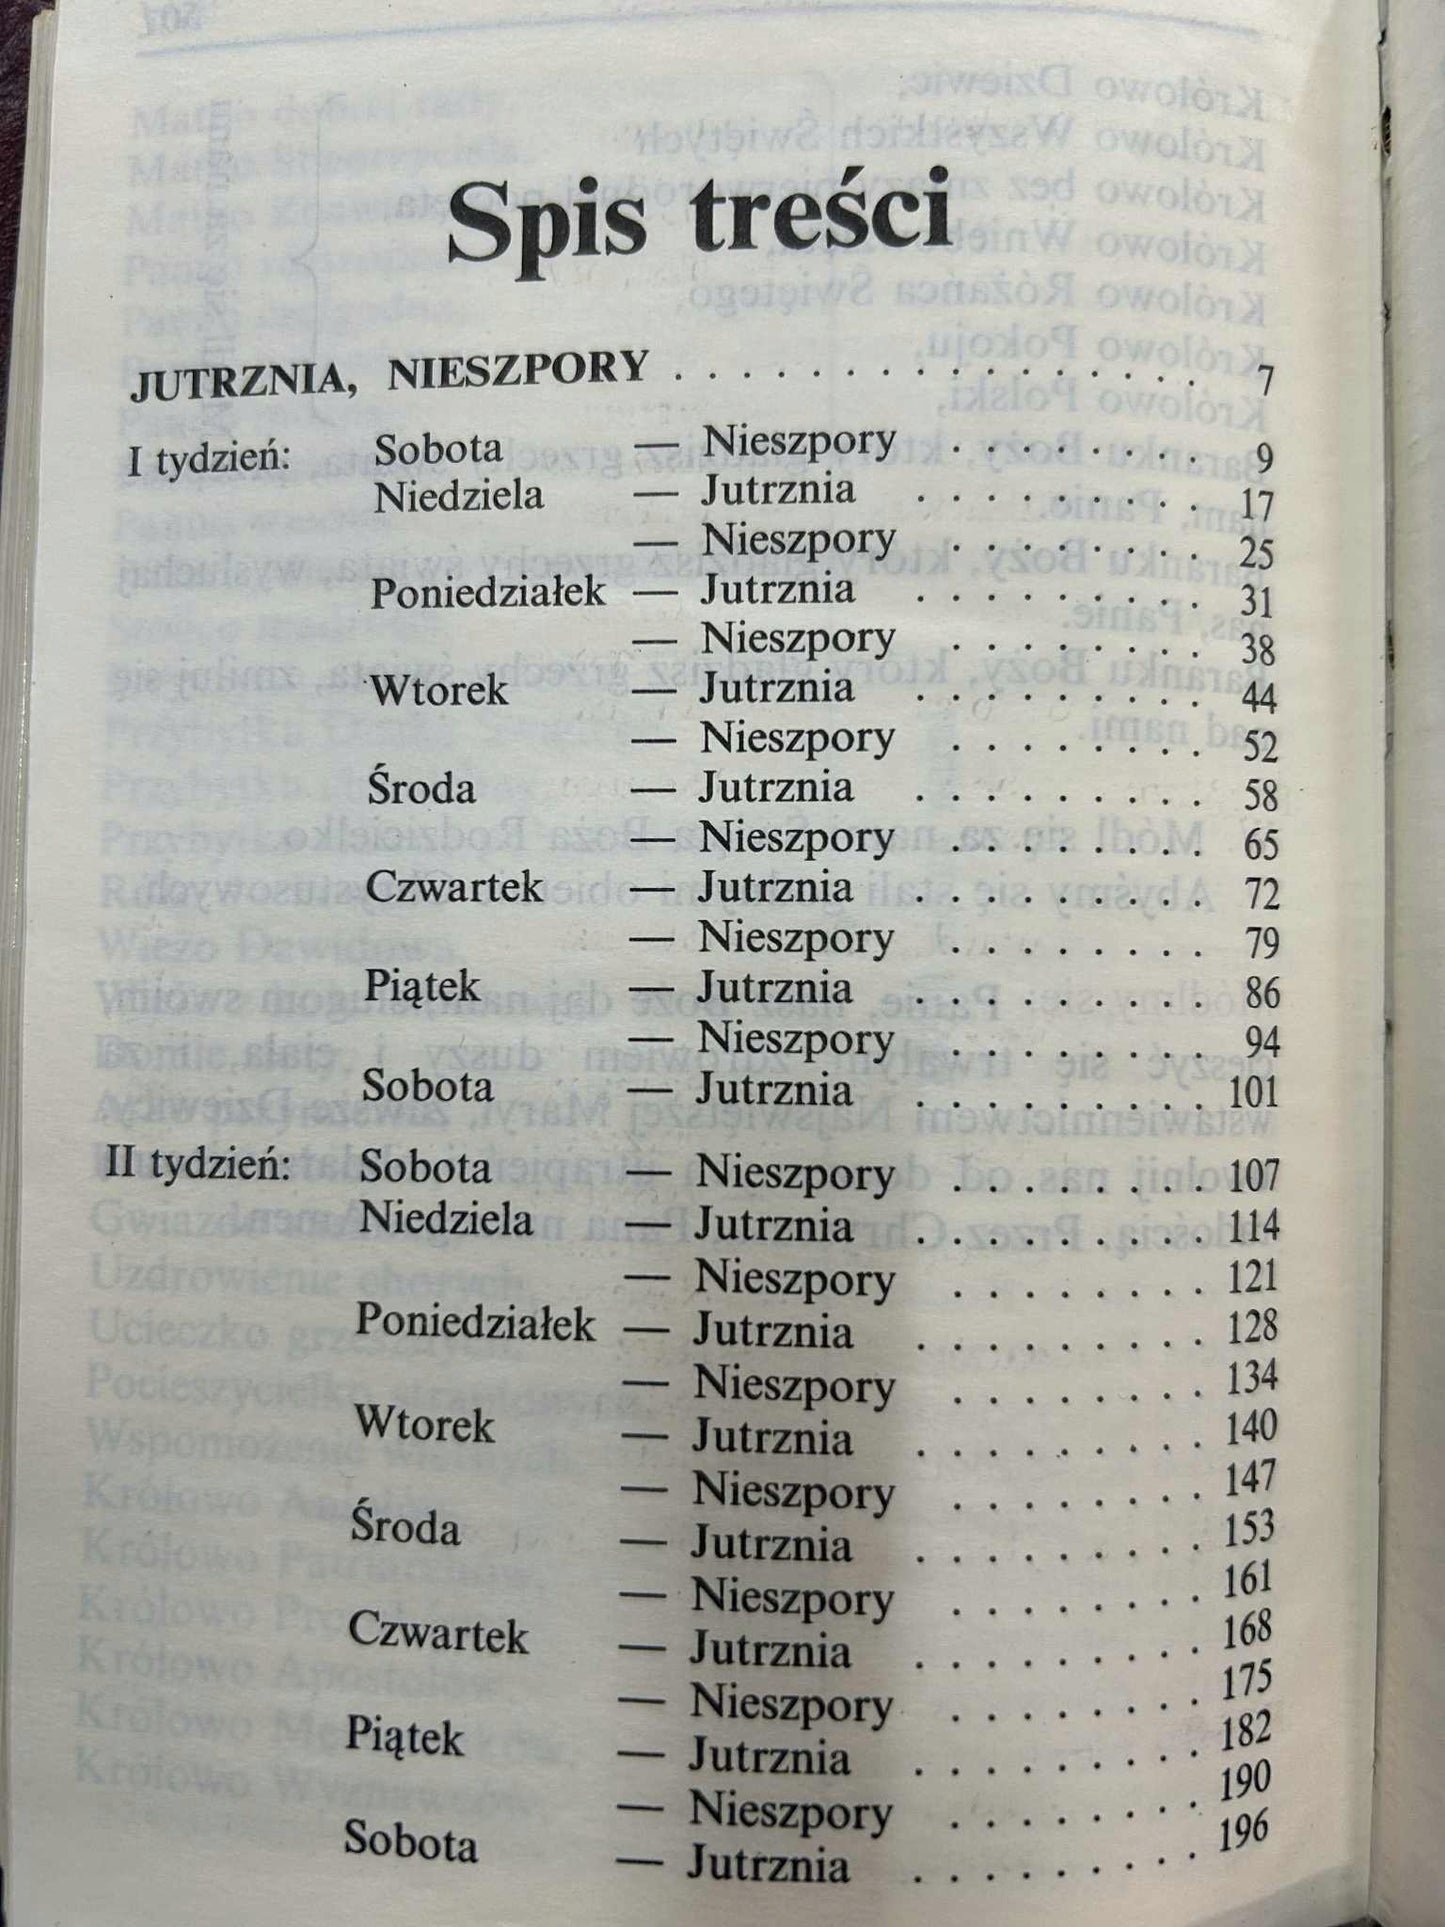 Spis treści
JUTRZNIA, NIESZPORY . . . . . . . . . . . . . . . . 7
I tydzień: Sobota — Nieszpory . . . . . . . . 9
Niedziela — Jutrznia . . . . . . . . . 17
— Nieszpory . . . . . . . . 25
Poniedziałek — Jutrznia . . . . . . . . . 31
— Nieszpory . . . . . . . . 38
Wtorek — Jutrznia . . . . . . . . . 44
— Nieszpory . . . . . . . . 52
Środa — Jutrznia . . . . . . . . . 58
— Nieszpory . . . . . . . . 65
Czwartek — Jutrznia . . . . . . . . . 72
— Nieszpory . . . . . . . . 79
Piątek — Jutrznia . . . . . . . . . 86
— Nieszpory . . . . . . . . 94
Sobota — Jutrznia . . . . . . . . . 101
II tydzień: Sobota — Nieszpory . . . . . . . . 107
Niedziela — Jutrznia . . . . . . . . . 114
— Nieszpory . . . . . . . . 121
Poniedziałek — Jutrznia . . . . . . . . . 128
— Nieszpory . . . . . . . . 134
Wtorek — Jutrznia . . . . . . . . . 140
— Nieszpory . . . . . . . . 147
Środa — Jutrznia . . . . . . . . . 153
— Nieszpory . . . . . . . . 161
Czwartek — Jutrznia . . . . . . . . . 168
— Nieszpory . . . . . . . . 175
Piątek — Jutrznia . . . . . . . . . 182
— Nieszpory . . . . . . . . 190
Sobota — Jutrznia . . . . . . . . . 196